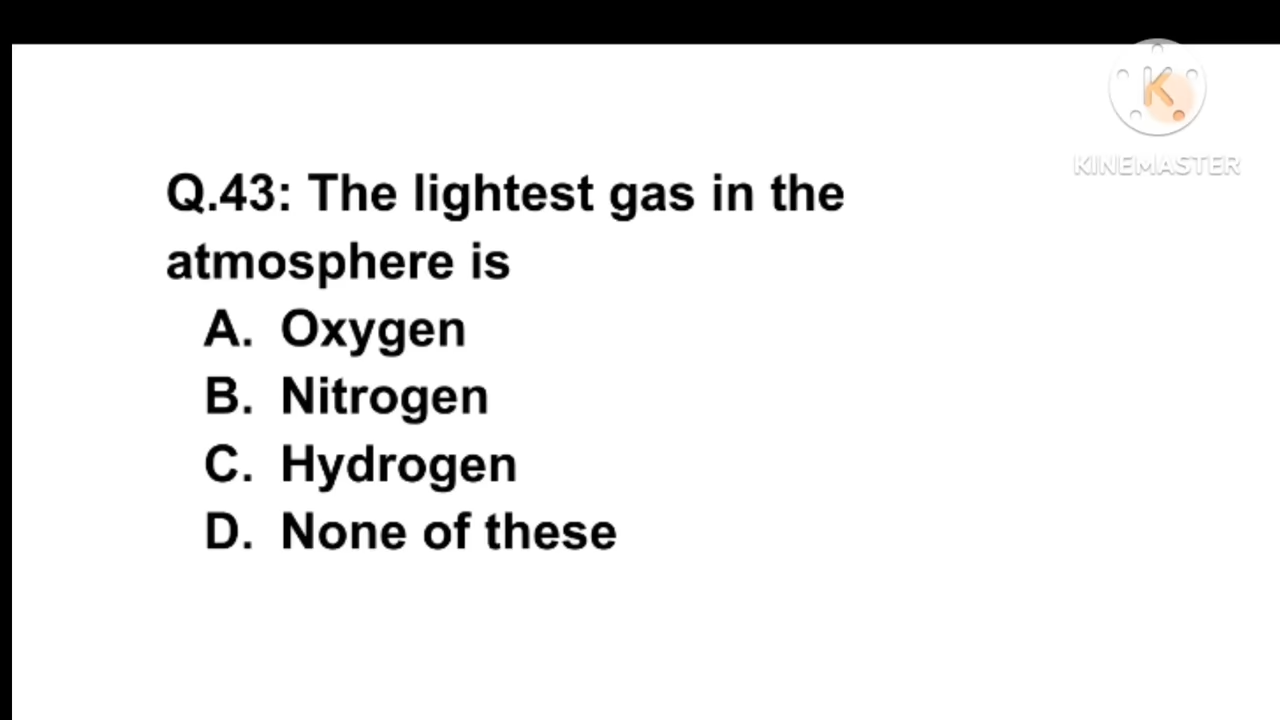 KINEMASTER
Q.43: The lightest gas in the
atmosphere is
A. Oxygen
B. Nitrogen
C. Hydrogen
D. None of these